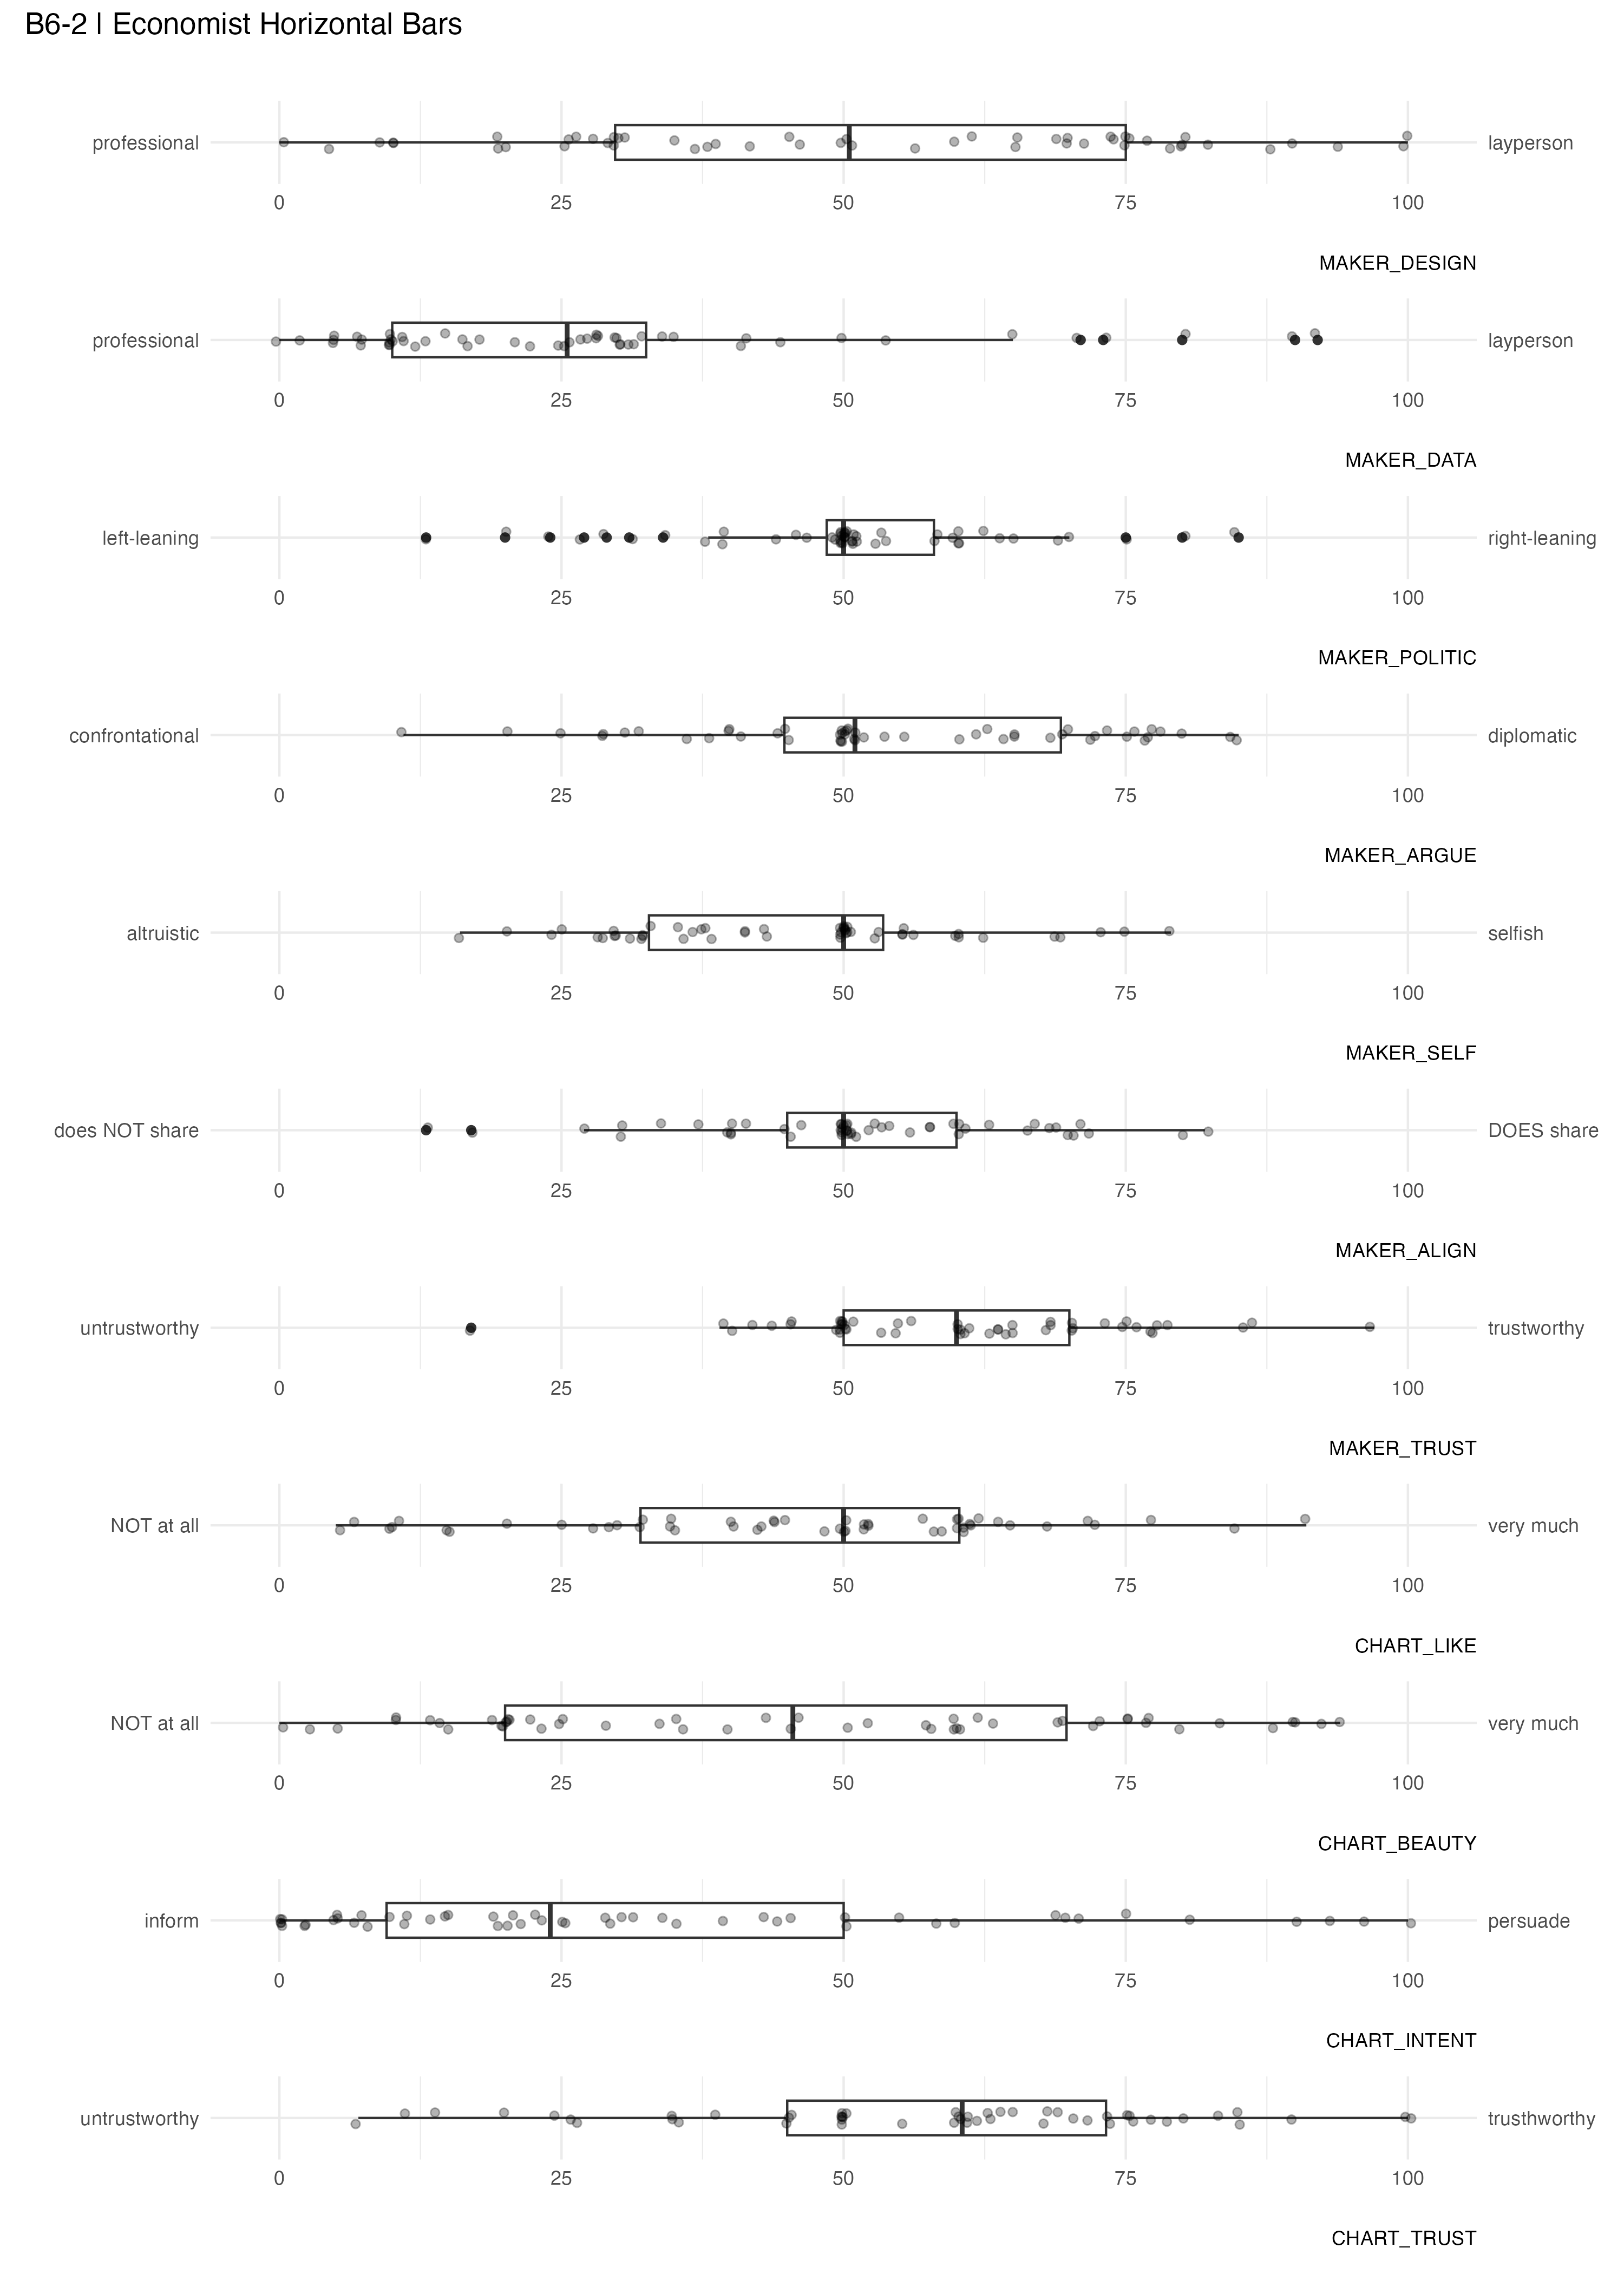 B6-2 | Economist Horizontal Bars
professional layperson
0 25 50 75 100
MAKER_DESIGN
professional layperson
0 25 50 75 100
MAKER_DATA
left-leaning right-leaning
0 25 50 75 100
MAKER_POLITIC
confrontational diplomatic
0 25 50 75 100
MAKER_ARGUE
altruistic selfish
0 25 50 75 100
MAKER_SELF
does NOT share DOES share
0 25 50 75 100
MAKER_ALIGN
untrustworthy trustworthy
0 25 50 75 100
MAKER_TRUST
NOT at all very much
0 25 50 75 100
CHART_LIKE
NOT at all very much
0 25 50 75 100
CHART_BEAUTY
inform persuade
0 25 50 75 100
CHART_INTENT
untrustworthy trusthworthy
0 25 50 75 100
CHART_TRUST